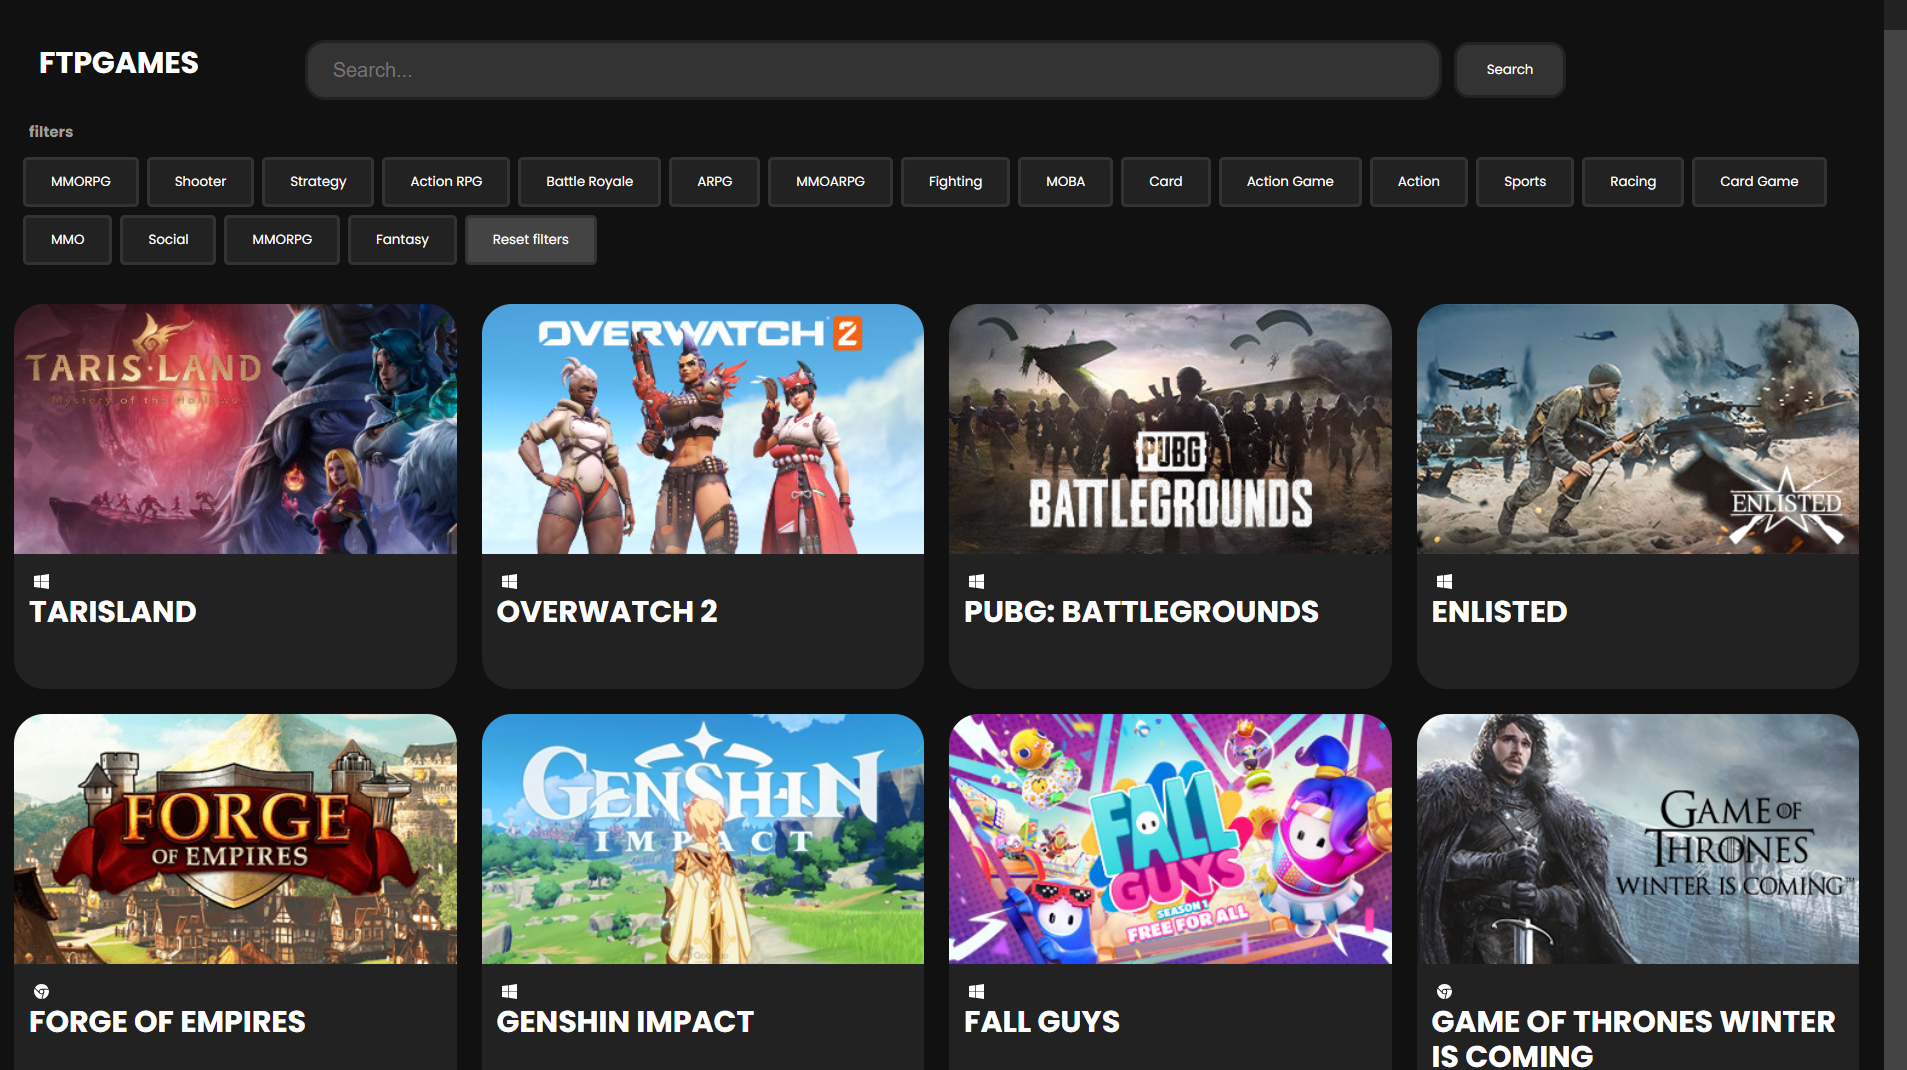 FTPGAMES
Search...
Search
filters
MMORPG Shooter Strategy Action RPG Battle Royale ARPG MMOARPG Fighting MOBA Card Action Game Action Sports Racing Card Game
MMO Social MMORPG Fantasy Reset filters
TARISLAND
Mystery of the Hollows
OVERWATCH 2
PUBG
BATTLEGROUNDS
ENLISTED
TARISLAND
OVERWATCH 2
PUBG: BATTLEGROUNDS
ENLISTED
FORGE
OF EMPIRES
GENSHIN
IMPACT
FALL
GUYS
SEASON 1
FREE FOR ALL
GAME OF
THRONES
WINTER IS COMING™
FORGE OF EMPIRES
GENSHIN IMPACT
FALL GUYS
GAME OF THRONES WINTER
IS COMING